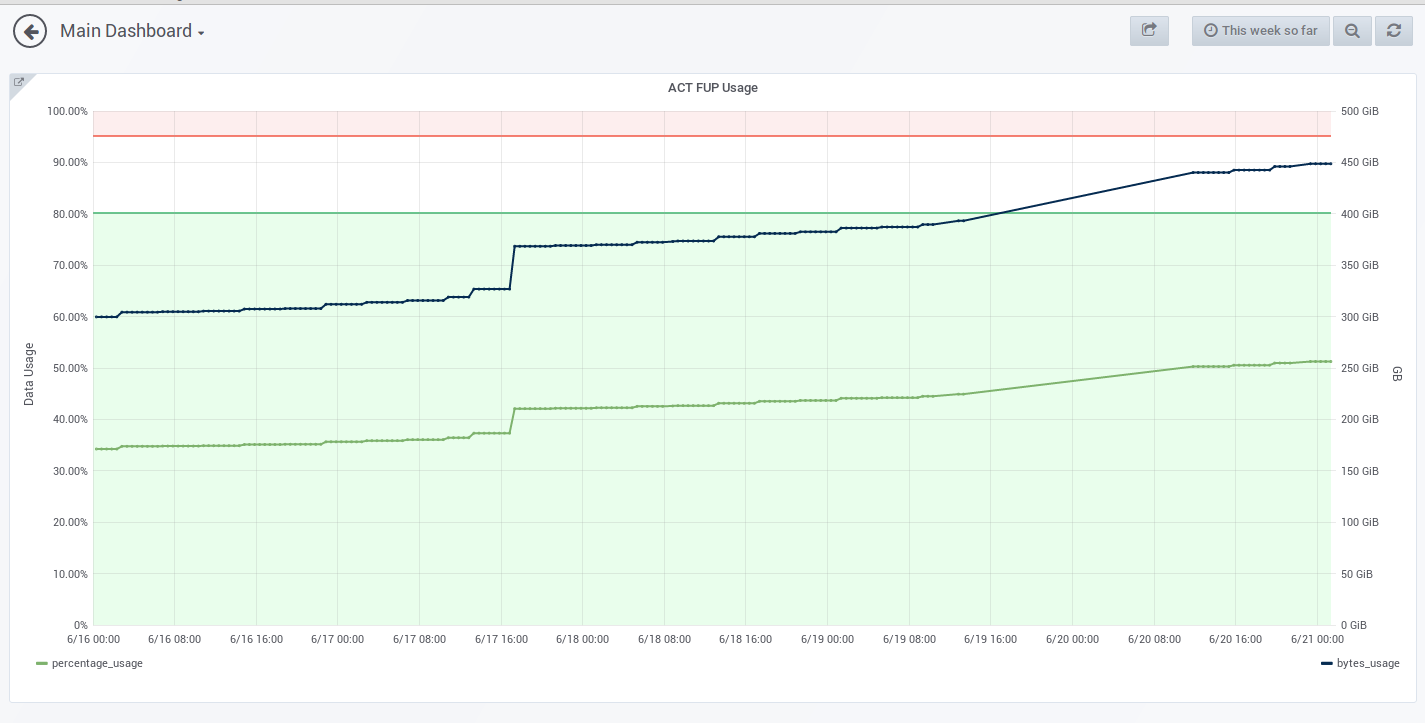 Main Dashboard
This week so far
ACT FUP Usage
100.00%
90.00%
80.00%
70.00%
60.00%
50.00%
40.00%
30.00%
20.00%
10.00%
0%
Data Usage
500 GiB
450 GiB
400 GiB
350 GiB
300 GiB
250 GiB
200 GiB
150 GiB
100 GiB
50 GiB
0 GiB
GB
6/16 00:00 6/16 08:00 6/16 16:00 6/17 00:00 6/17 08:00 6/17 16:00 6/18 00:00 6/18 08:00 6/18 16:00 6/19 00:00 6/19 08:00 6/19 16:00 6/20 00:00 6/20 08:00 6/20 16:00 6/21 00:00
percentage_usage bytes_usage